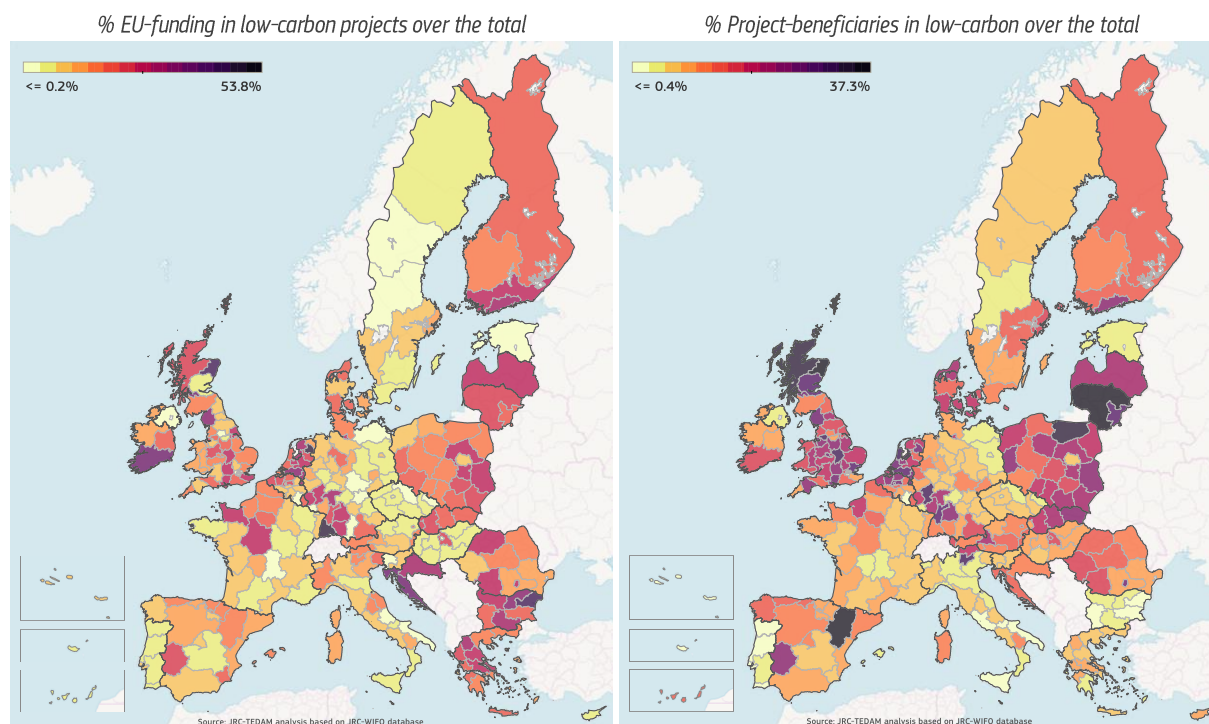 % EU-funding in low-carbon projects over the total
% Project-beneficiaries in low-carbon over the total
<= 0.2%
53.8%
<= 0.4%
37.3%
Source: JRC-TEDAM analysis based on JRC-WIFO database
Source: JRC-TEDAM analysis based on JRC-WIFO database